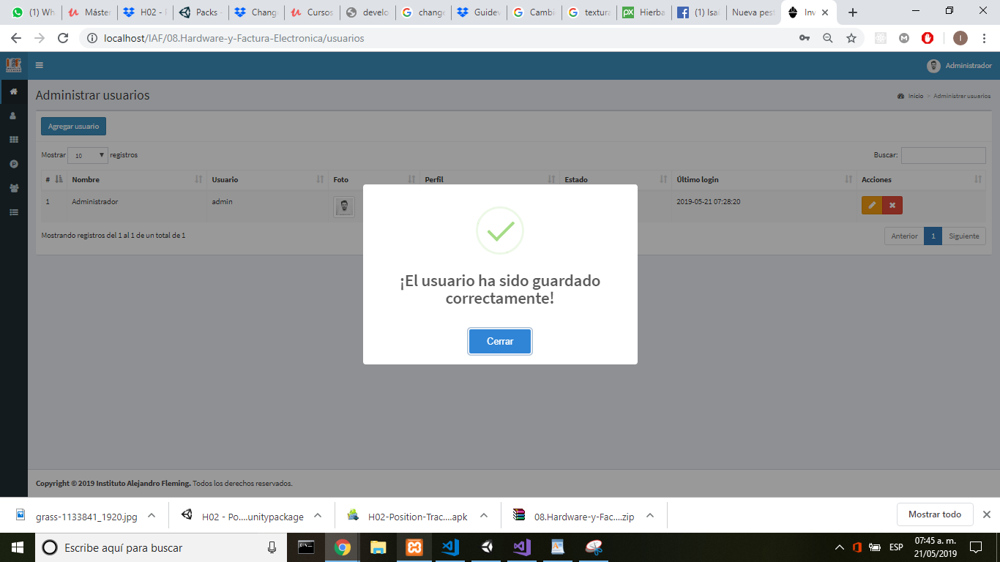 (1) Wh
Máster
H02 - P
Packs -
Change
Cursos
develo
change
Guidev
Cambi
textura
Hierba
(1) Isai
Nueva pest
Inv
localhost/IAF/08.Hardware-y-Factura-Electronica/usuarios
I
Administrador
Administrar usuarios
Inicio > Administrar usuarios
Agregar usuario
Mostrar 10 registros
Buscar:
# Nombre Usuario Foto Perfil Estado Último login Acciones
1 Administrador admin 2019-05-21 07:28:20
Mostrando registros del 1 al 1 de un total de 1
Anterior 1 Siguiente
¡El usuario ha sido guardado
correctamente!
Cerrar
Copyright © 2019 Instituto Alejandro Fleming. Todos los derechos reservados.
grass-1133841_1920.jpg
H02 - Po....unitypackage
H02-Position-Trac....apk
08.Hardware-y-Fac....zip
Mostrar todo
Escribe aquí para buscar
ESP
07:45 a. m.
21/05/2019